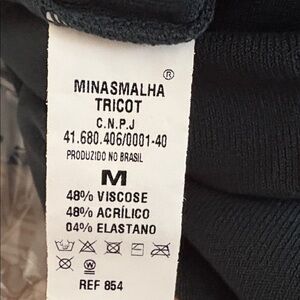 ®
MINASMALHA
TRICOT
C.N.P.J
41.680.406/0001-40
PRODUZIDO NO BRASIL
M
48% VISCOSE
48% ACRÍLICO
04% ELASTANO
W
REF 854